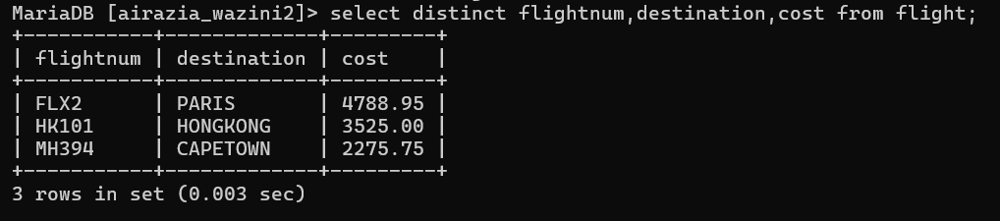 MariaDB [airazia_wazini2]> select distinct flightnum,destination,cost from flight;
+-----------+-------------+---------+
| flightnum | destination | cost    |
+-----------+-------------+---------+
| FLX2      | PARIS       | 4788.95 |
| HK101     | HONGKONG    | 3525.00 |
| MH394     | CAPETOWN    | 2275.75 |
+-----------+-------------+---------+
3 rows in set (0.003 sec)